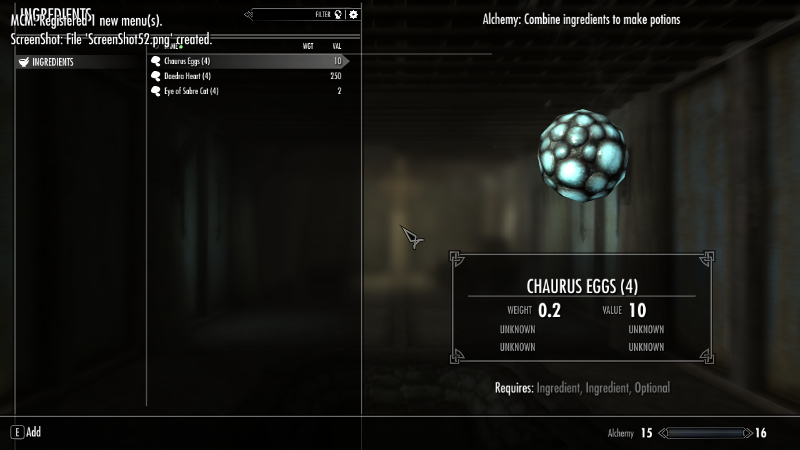 INGREDIENTS
MCM: Registered 1 new menu(s).
ScreenShot: File 'ScreenShot52.png' created.
FILTER
Alchemy: Combine ingredients to make potions
WGT VAL
INGREDIENTS
Chaurus Eggs (4) 10
Daedra Heart (4) 250
Eye of Sabre Cat (4) 2
CHAURUS EGGS (4)
WEIGHT 0.2 VALUE 10
UNKNOWN UNKNOWN
UNKNOWN UNKNOWN
Requires: Ingredient, Ingredient, Optional
E Add
Alchemy 15 16